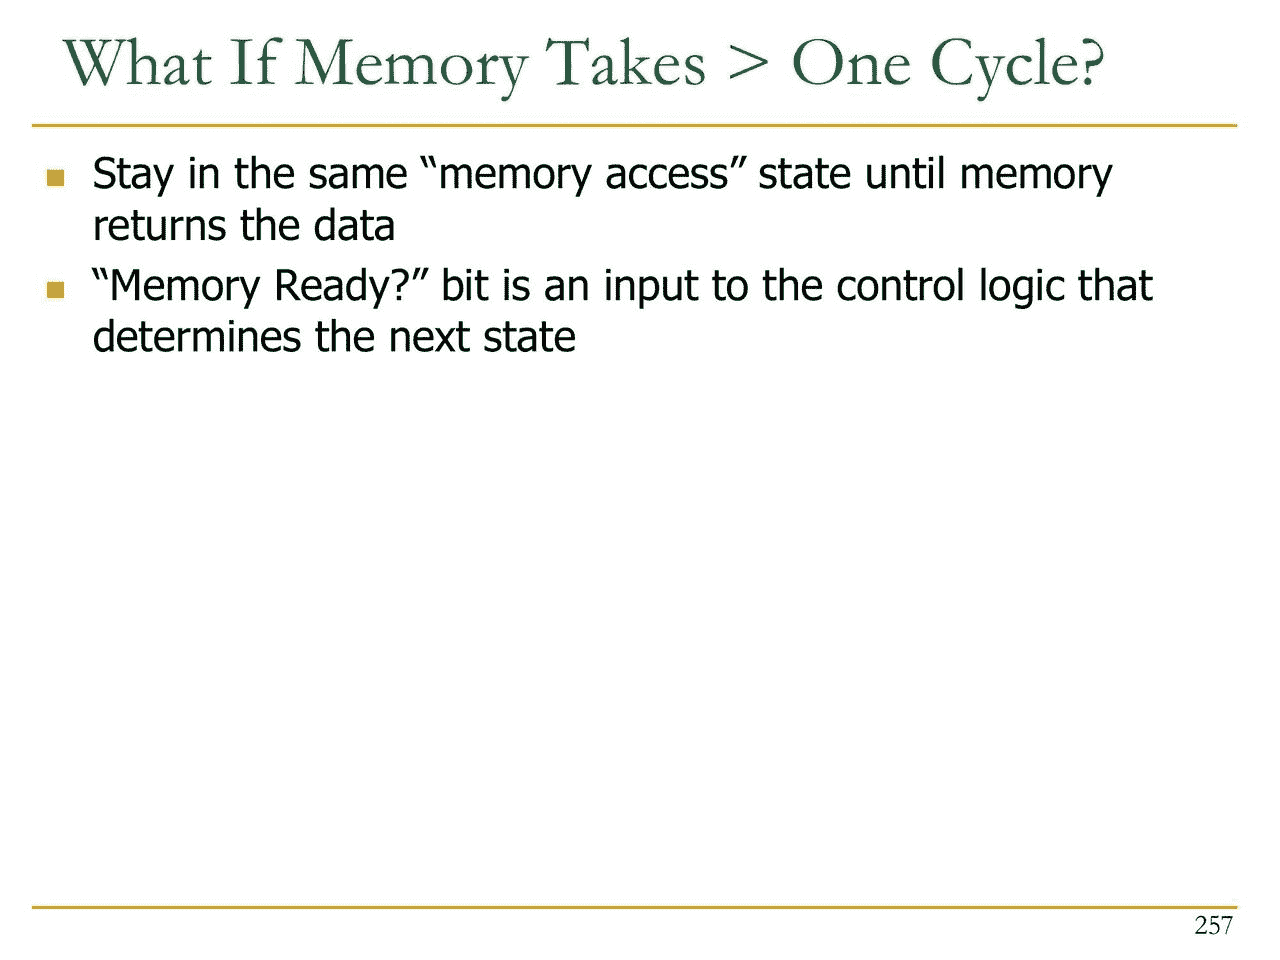 What If Memory Takes > One Cycle?
Stay in the same “memory access” state until memory
returns the data
“Memory Ready?” bit is an input to the control logic that
determines the next state
257